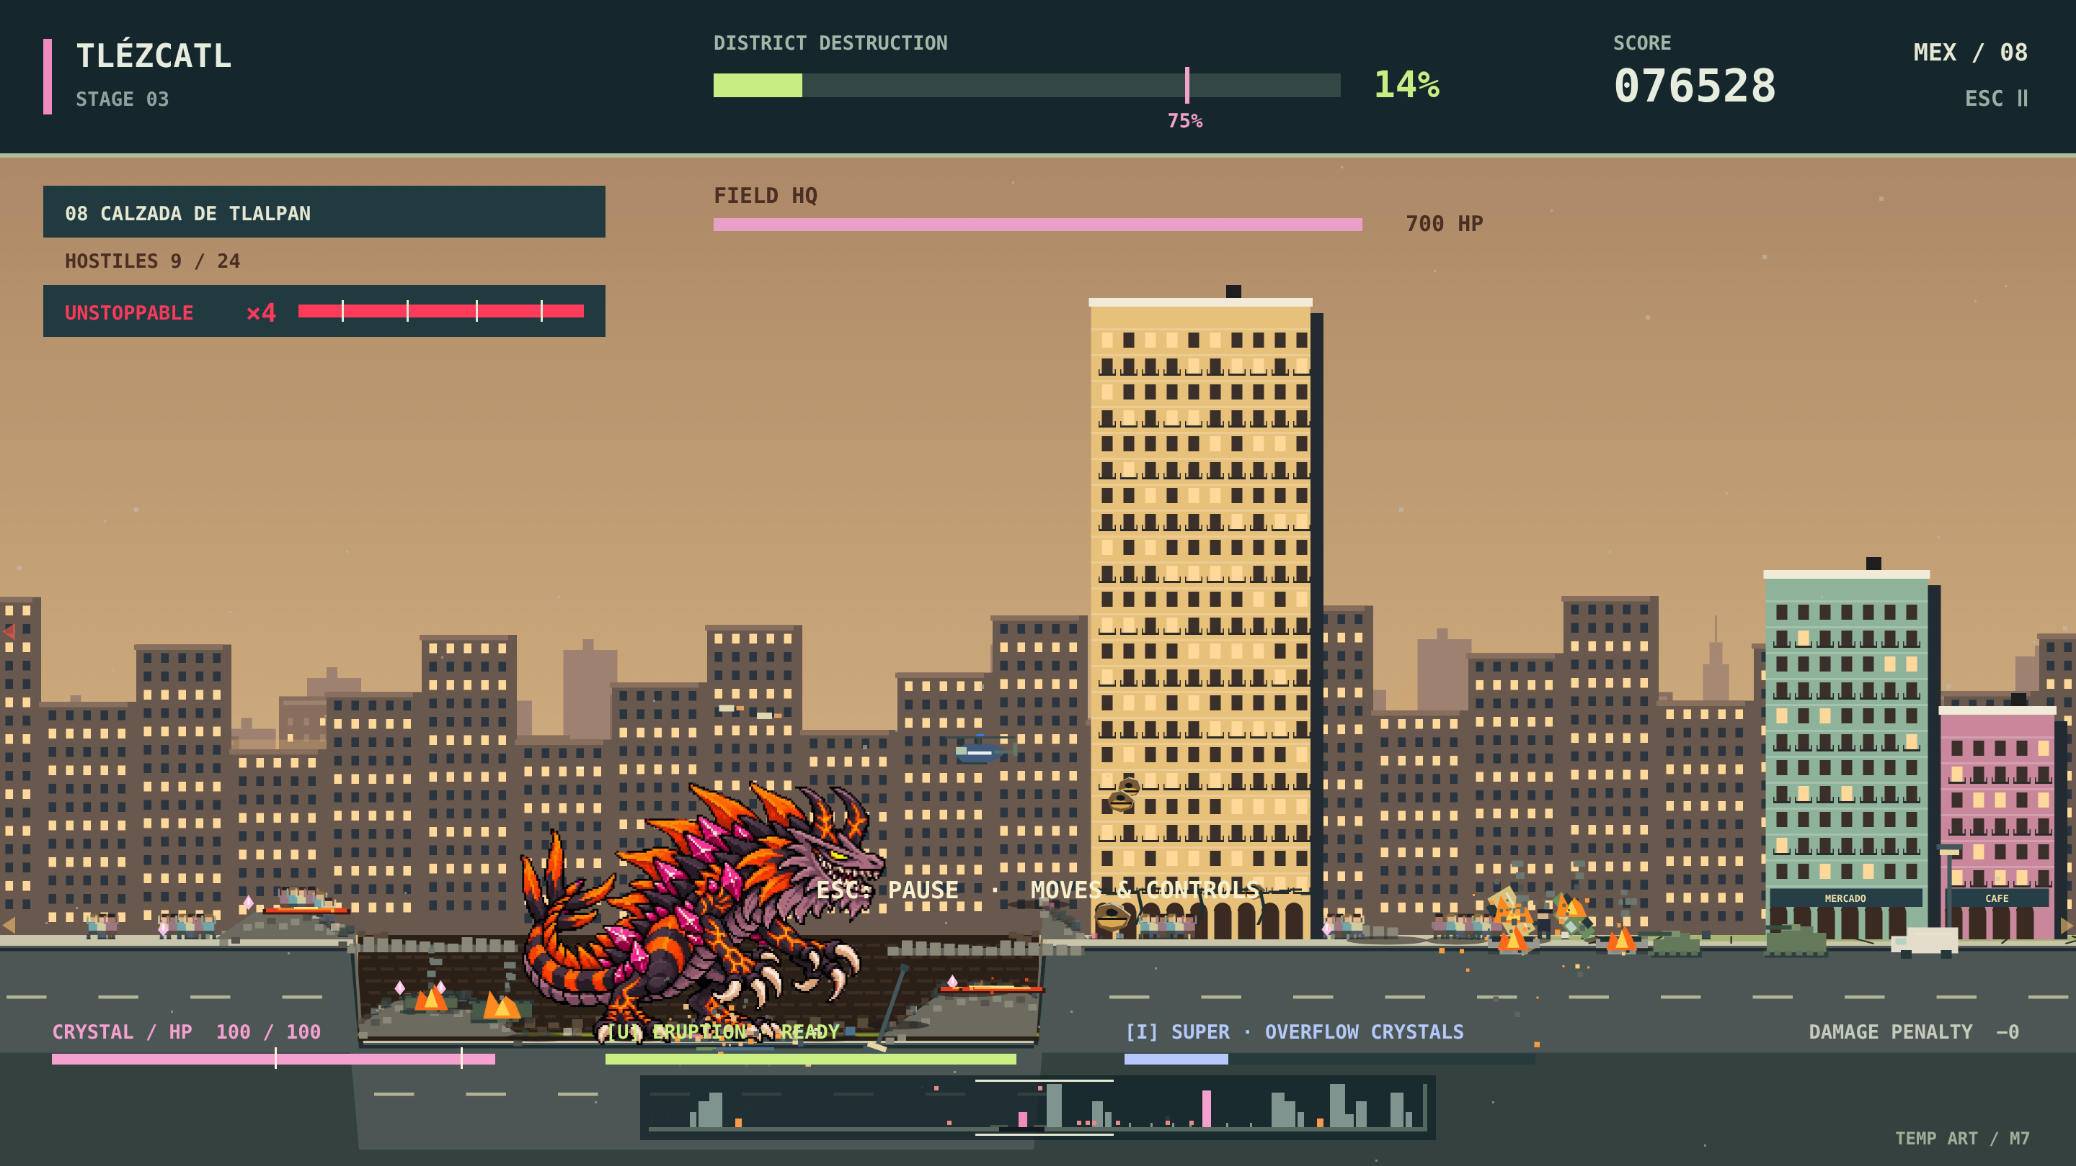 TLÉZCATL
STAGE 03
DISTRICT DESTRUCTION
14%
75%
SCORE
076528
MEX / 08
ESC II
08 CALZADA DE TLALPAN
HOSTILES 9 / 24
UNSTOPPABLE ×4
FIELD HQ
700 HP
ESC: PAUSE · MOVES & CONTROLS
MERCADO
CAFE
CRYSTAL / HP 100 / 100
[U] ERUPTION · READY
[I] SUPER · OVERFLOW CRYSTALS
DAMAGE PENALTY −0
TEMP ART / M7